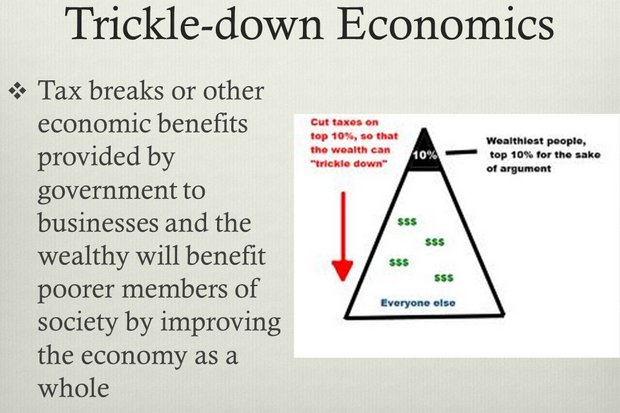 Trickle-down Economics
❖ Tax breaks or other
economic benefits
provided by
government to
businesses and the
wealthy will benefit
poorer members of
society by improving
the economy as a
whole
Cut taxes on
top 10%, so that
the wealth can
"trickle down"
10%
Wealthiest people,
top 10% for the sake
of argument
$$$
$$$
$$$
$$$
Everyone else